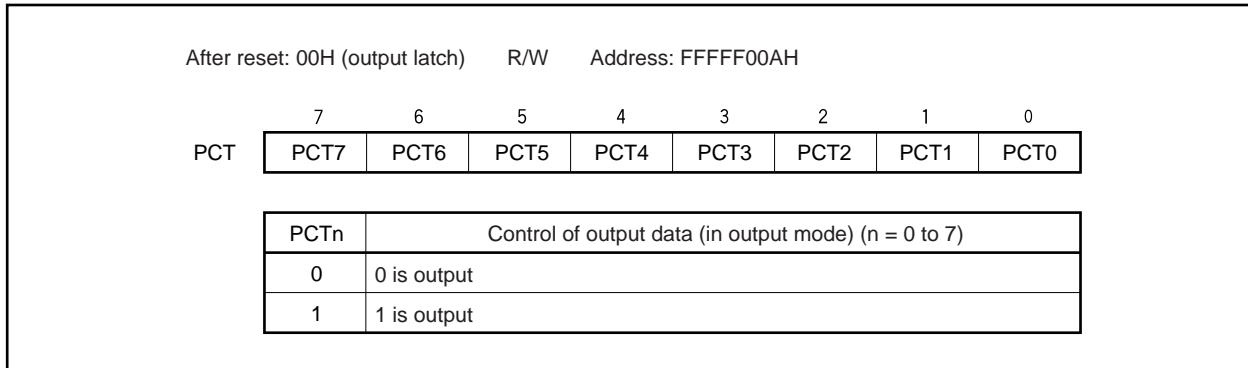 After reset: 00H (output latch) R/W Address: FFFFF00AH
7 6 5 4 3 2 1 0
PCT PCT7 PCT6 PCT5 PCT4 PCT3 PCT2 PCT1 PCT0
PCTn Control of output data (in output mode) (n = 0 to 7)
0 0 is output
1 1 is output